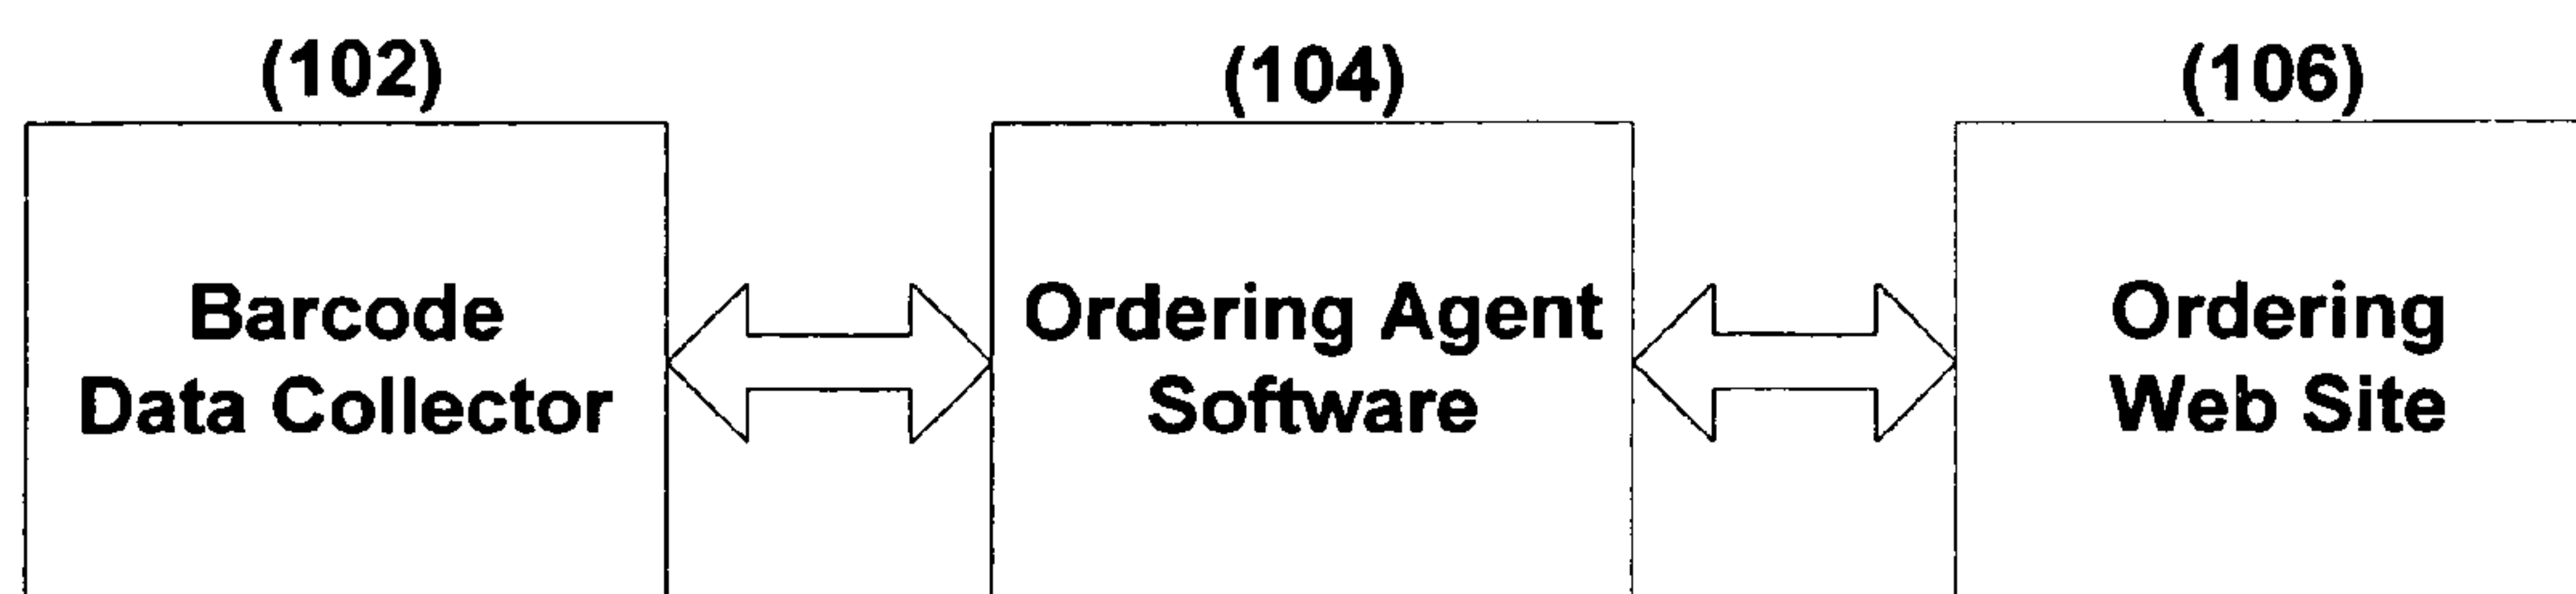 (102)
(104)
(106)
Barcode
Data Collector
Ordering Agent
Software
Ordering
Web Site